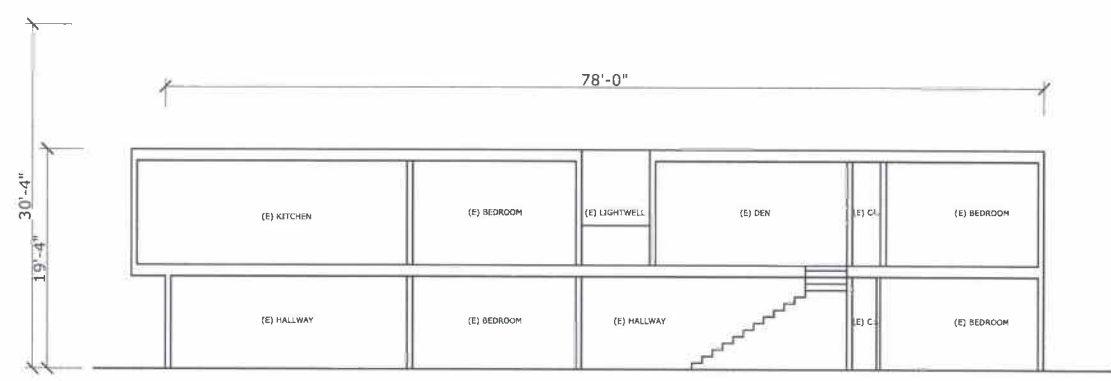 78'-0"
30'-4"
19'-4"
(E) KITCHEN
(E) BEDROOM
(E) LIGHTWELL
(E) DEN
(E) BEDROOM
(E) HALLWAY
(E) BEDROOM
(E) HALLWAY
(E) BEDROOM